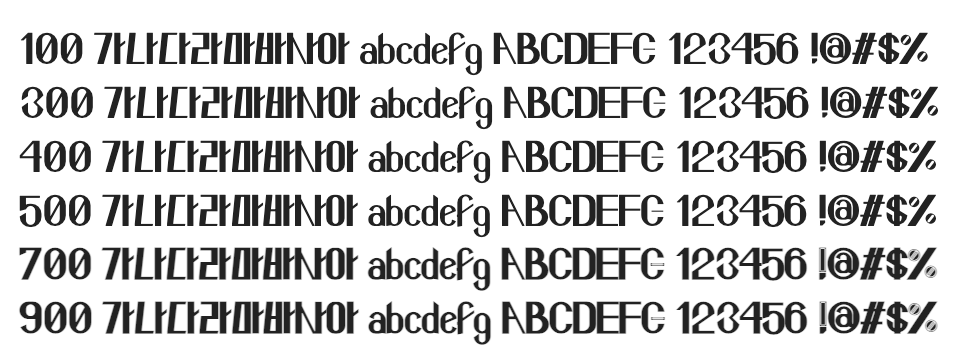 100 가나다라마바사아 abcdefg ABCDEFG 123456 !@#$%
300 가나다라마바사아 abcdefg ABCDEFG 123456 !@#$%
400 가나다라마바사아 abcdefg ABCDEFG 123456 !@#$%
500 가나다라마바사아 abcdefg ABCDEFG 123456 !@#$%
700 가나다라마바사아 abcdefg ABCDEFG 123456 !@#$%
900 가나다라마바사아 abcdefg ABCDEFG 123456 !@#$%